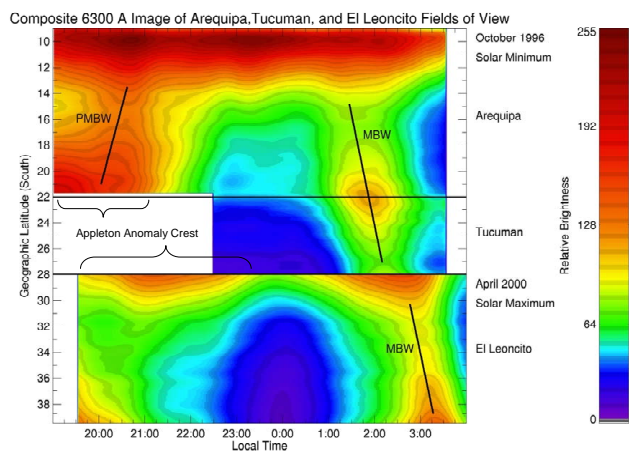 Composite 6300 A Image of Arequipa,Tucuman, and El Leoncito Fields of View
10
12
14
16
18
20
22
24
26
28
30
32
34
36
38
Geographic Latitude (South)
PMBW
MBW
Appleton Anomaly Crest
MBW
20:00
21:00
22:00
23:00
0:00
1:00
2:00
3:00
Local Time
October 1996
Solar Minimum
Arequipa
Tucuman
April 2000
Solar Maximum
El Leoncito
255
192
128
64
0
Relative Brightness